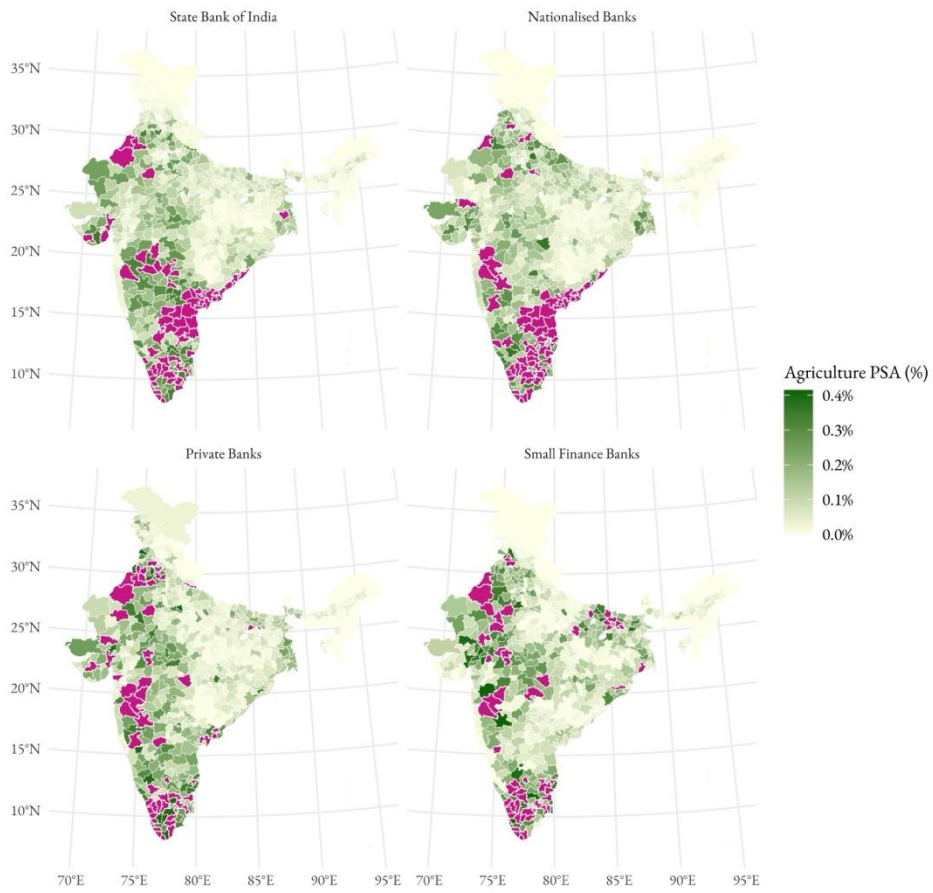 State Bank of India
Nationalised Banks
35°N
30°N
25°N
20°N
15°N
10°N
Agriculture PSA (%)
0.4%
0.3%
0.2%
0.1%
0.0%
Private Banks
Small Finance Banks
35°N
30°N
25°N
20°N
15°N
10°N
70°E 75°E 80°E 85°E 90°E 95°E 70°E 75°E 80°E 85°E 90°E 95°E